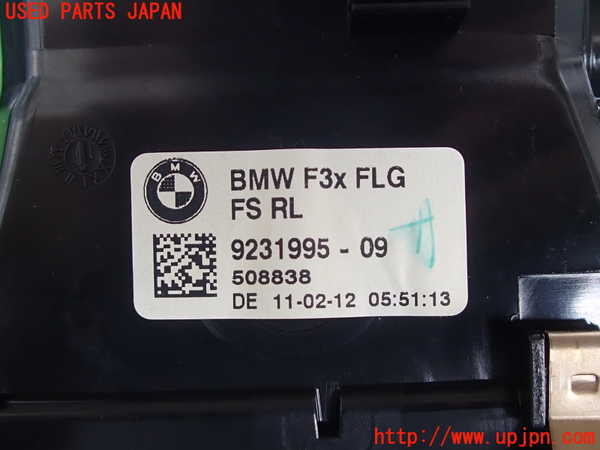 USED PARTS JAPAN
BMW
BMW F3x FLG
FS RL
9231995 - 09
508838
DE 11-02-12 05:51:13
http://www.upjpn.com